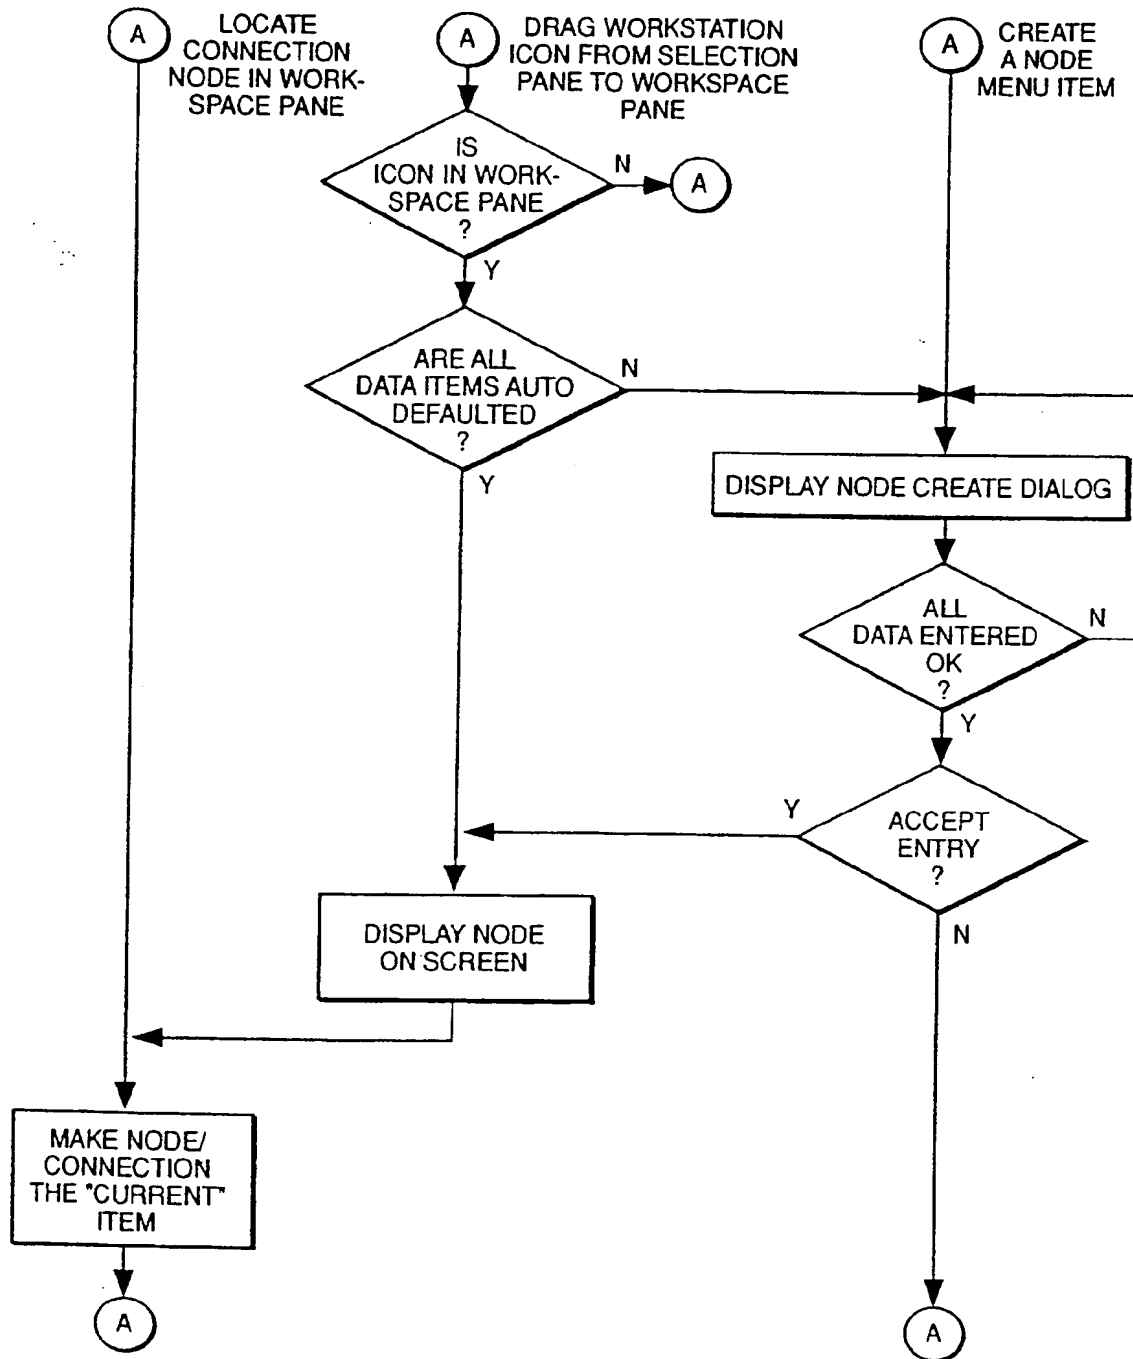 A
LOCATE
CONNECTION
NODE IN WORK-
SPACE PANE
A
DRAG WORKSTATION
ICON FROM SELECTION
PANE TO WORKSPACE
PANE
A
CREATE
A NODE
MENU ITEM
IS
ICON IN WORK-
SPACE PANE
?
N
A
Y
ARE ALL
DATA ITEMS AUTO
DEFAULTED
?
N
Y
DISPLAY NODE CREATE DIALOG
ALL
DATA ENTERED
OK
?
N
Y
ACCEPT
ENTRY
?
Y
N
DISPLAY NODE
ON SCREEN
MAKE NODE/
CONNECTION
THE "CURRENT"
ITEM
A
A